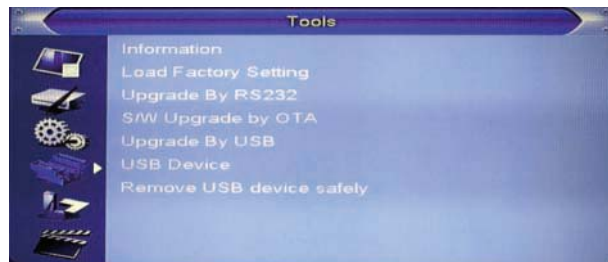 Tools
Information
Load Factory Setting
Upgrade By RS232
S/W Upgrade by OTA
Upgrade By USB
USB Device
Remove USB device safely